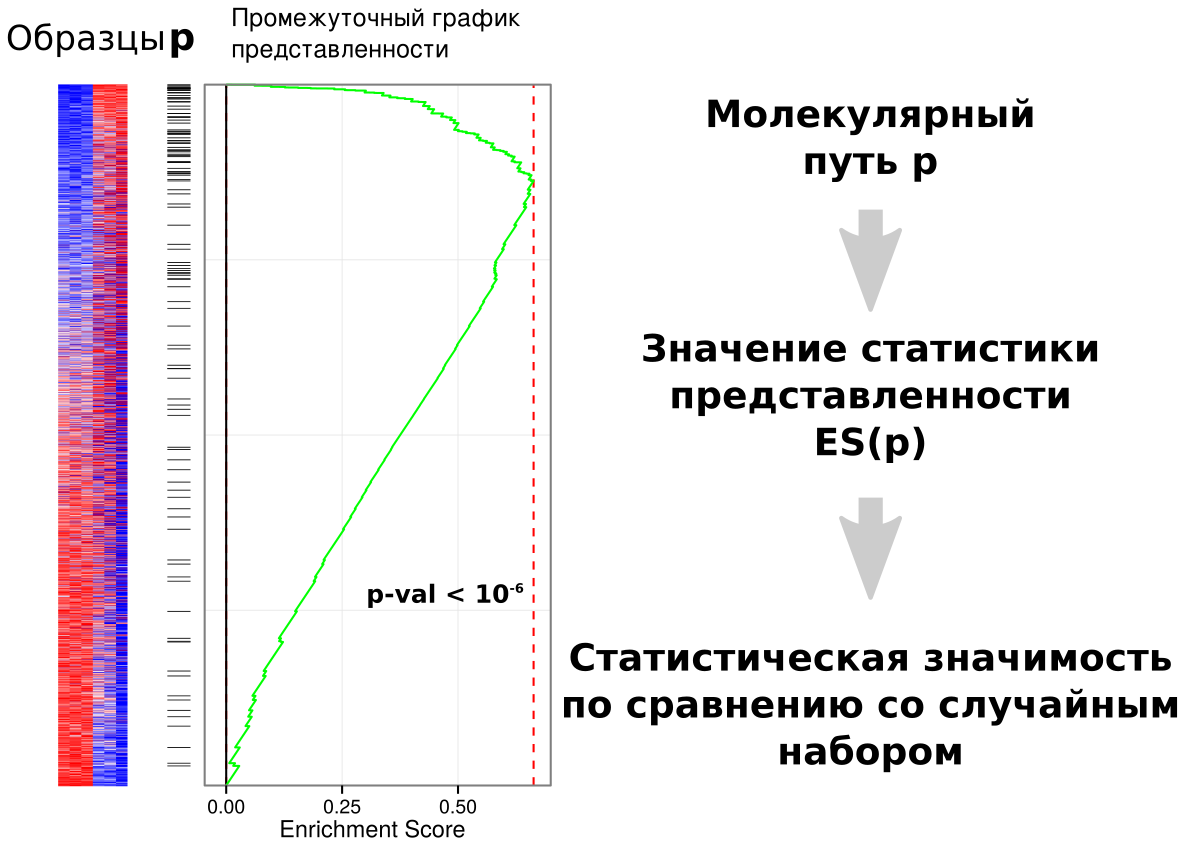 Образцы p
Промежуточный график
представленности
p-val < 10⁻⁶
0.00 0.25 0.50
Enrichment Score
Молекулярный
путь p
Значение статистики
представленности
ES(p)
Статистическая значимость
по сравнению со случайным
набором